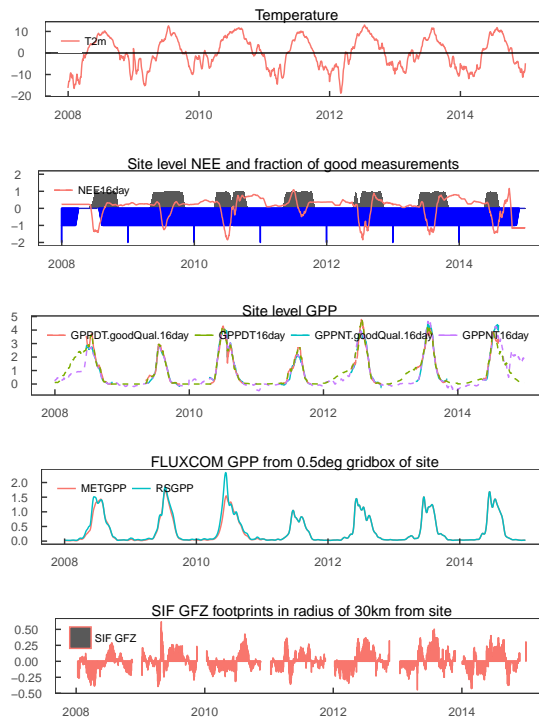 Temperature
10
0
−10
−20
T2m
2008 2010 2012 2014
Site level NEE and fraction of good measurements
2
1
0
−1
−2
NEE16day
2008 2010 2012 2014
Site level GPP
5
4
3
2
1
0
GPPDT.goodQual.16day GPPDT16day GPPNT.goodQual.16day GPPNT16day
2008 2010 2012 2014
FLUXCOM GPP from 0.5deg gridbox of site
2.0
1.5
1.0
0.5
0.0
METGPP RSGPP
2008 2010 2012 2014
SIF GFZ footprints in radius of 30km from site
0.50
0.25
0.00
−0.25
−0.50
SIF GFZ
2008 2010 2012 2014